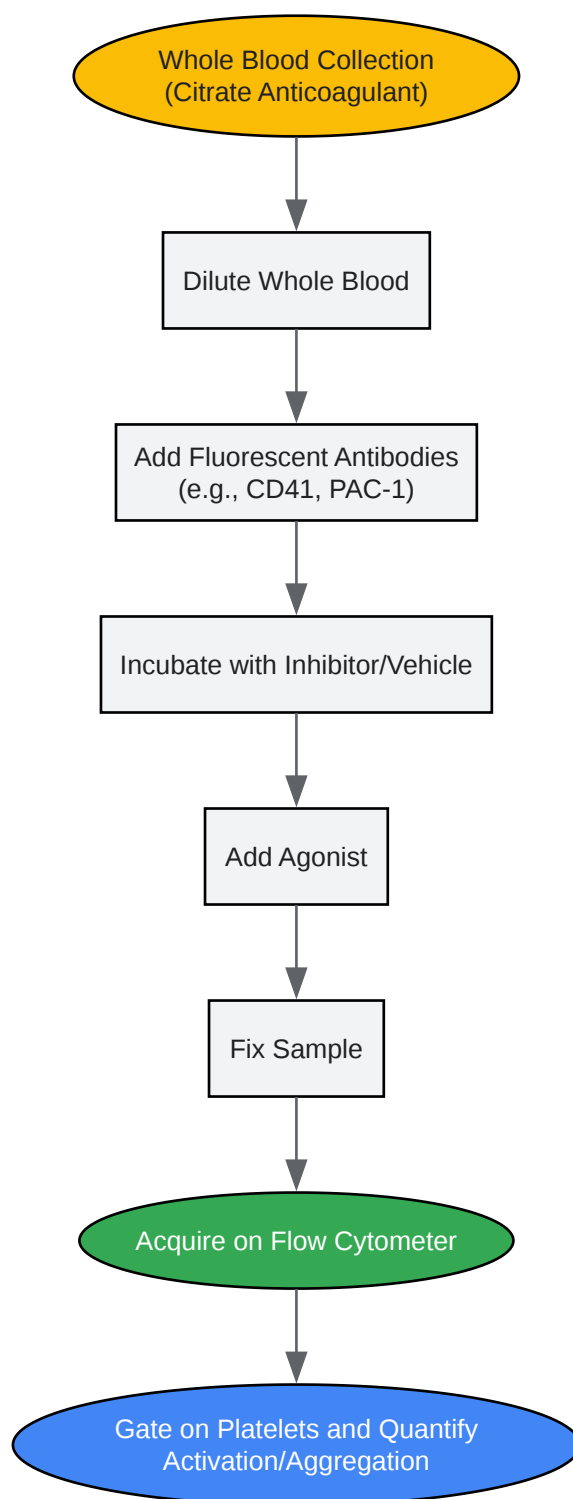 Whole Blood Collection
(Citrate Anticoagulant)
Dilute Whole Blood
Add Fluorescent Antibodies
(e.g., CD41, PAC-1)
Incubate with Inhibitor/Vehicle
Add Agonist
Fix Sample
Acquire on Flow Cytometer
Gate on Platelets and Quantify
Activation/Aggregation